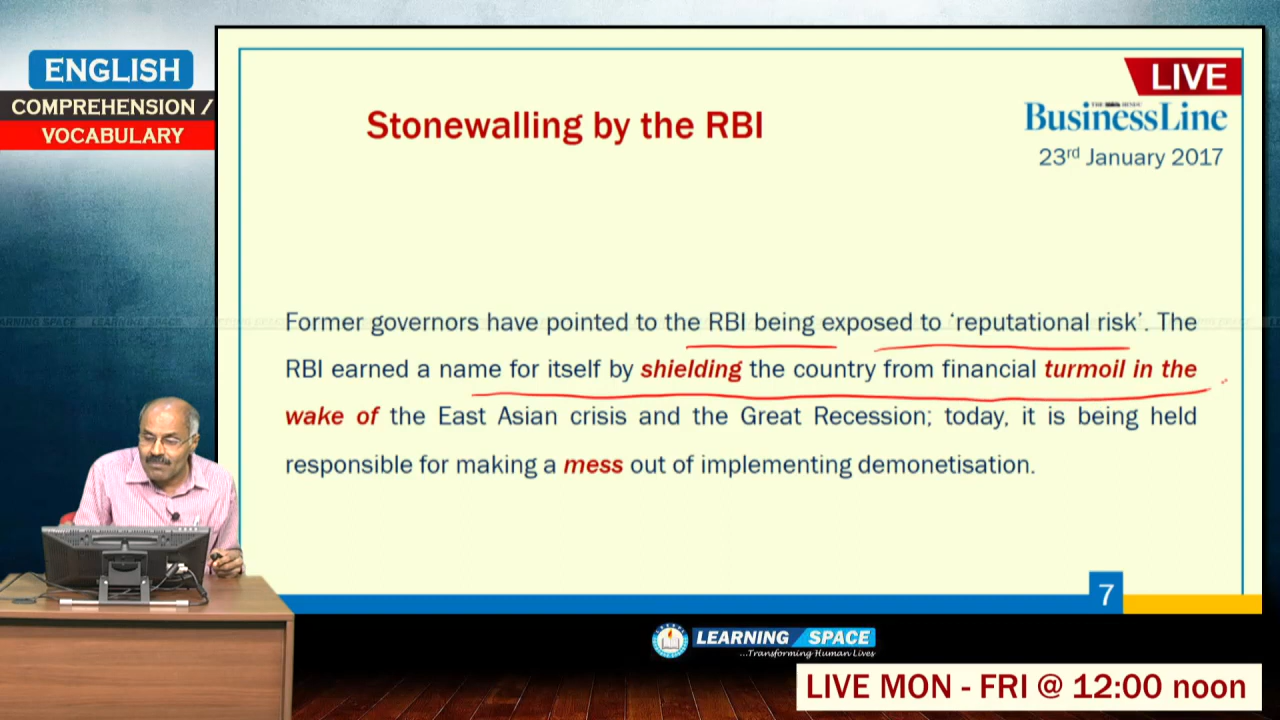 ENGLISH
COMPREHENSION /
VOCABULARY
LIVE
Stonewalling by the RBI
THE HINDU
BusinessLine
23rd January 2017
Former governors have pointed to the RBI being exposed to ‘reputational risk’. The
RBI earned a name for itself by shielding the country from financial turmoil in the
wake of the East Asian crisis and the Great Recession; today, it is being held
responsible for making a mess out of implementing demonetisation.
7
LEARNING SPACE
...Transforming Human Lives
LIVE MON - FRI @ 12:00 noon